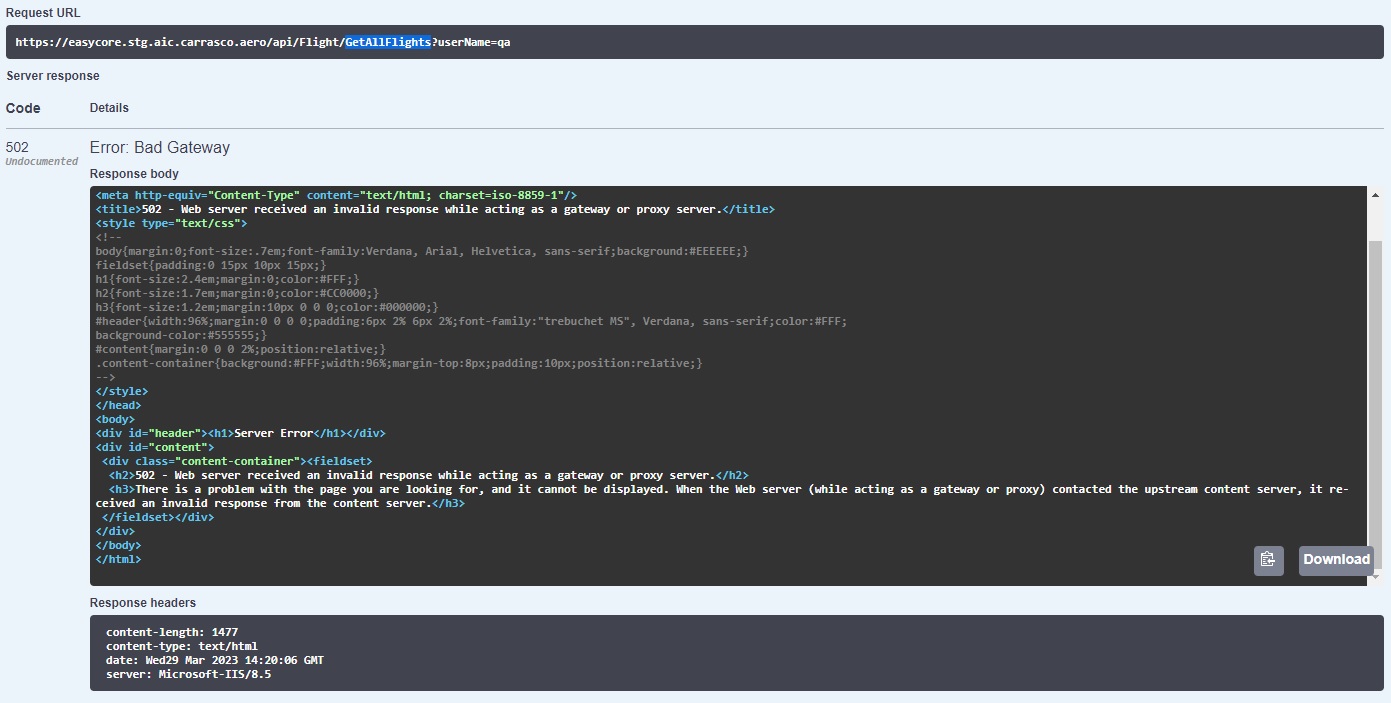 Request URL
https://easycore.stg.aic.carrasco.aero/api/Flight/GetAllFlights?userName=qa
Server response
Code Details
502 Error: Bad Gateway
Undocumented
Response body
<meta http-equiv="Content-Type" content="text/html; charset=iso-8859-1"/>
<title>502 - Web server received an invalid response while acting as a gateway or proxy server.</title>
<style type="text/css">
<!--
body{margin:0;font-size:.7em;font-family:Verdana, Arial, Helvetica, sans-serif;background:#EEEEEE;}
fieldset{padding:0 15px 10px 15px;}
h1{font-size:2.4em;margin:0;color:#FFF;}
h2{font-size:1.7em;margin:0;color:#CC0000;}
h3{font-size:1.2em;margin:10px 0 0 0;color:#000000;}
#header{width:96%;margin:0 0 0 0;padding:6px 2% 6px 2%;font-family:"trebuchet MS", Verdana, sans-serif;color:#FFF;
background-color:#555555;}
#content{margin:0 0 0 2%;position:relative;}
.content-container{background:#FFF;width:96%;margin-top:8px;padding:10px;position:relative;}
-->
</style>
</head>
<body>
<div id="header"><h1>Server Error</h1></div>
<div id="content">
<div class="content-container"><fieldset>
<h2>502 - Web server received an invalid response while acting as a gateway or proxy server.</h2>
<h3>There is a problem with the page you are looking for, and it cannot be displayed. When the Web server (while acting as a gateway or proxy) contacted the upstream content server, it re-
ceived an invalid response from the content server.</h3>
</fieldset></div>
</div>
</body>
</html>
Download
Response headers
content-length: 1477
content-type: text/html
date: Wed29 Mar 2023 14:20:06 GMT
server: Microsoft-IIS/8.5